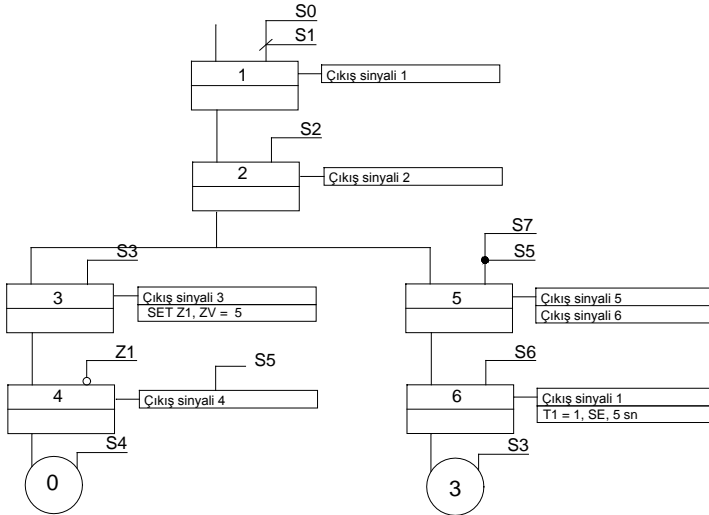 S0
S1
1
Çıkış sinyali 1
S2
2
Çıkış sinyali 2
S7
S3
S5
3
Çıkış sinyali 3
SET Z1, ZV = 5
5
Çıkış sinyali 5
Çıkış sinyali 6
Z1
S5
S6
4
Çıkış sinyali 4
6
Çıkış sinyali 1
T1 = 1, SE, 5 sn
S4
S3
0
3